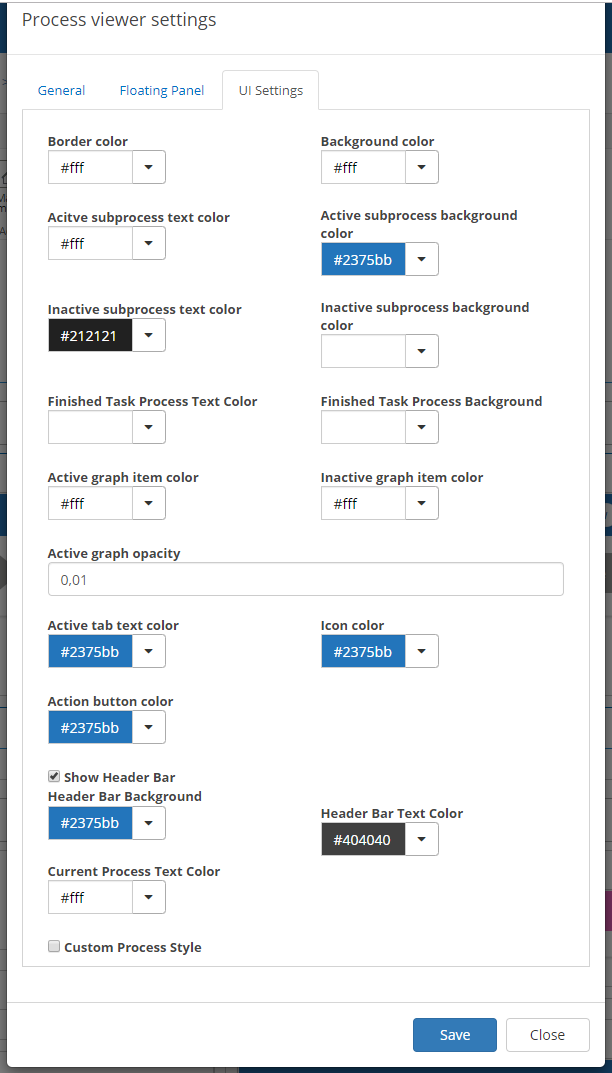 Process viewer settings
General Floating Panel UI Settings
Border color Background color
#fff #fff
Acitve subprocess text color Active subprocess background
color
#fff #2375bb
Inactive subprocess text color Inactive subprocess background
color
#212121
Finished Task Process Text Color Finished Task Process Background
Active graph item color Inactive graph item color
#fff #fff
Active graph opacity
0,01
Active tab text color Icon color
#2375bb #2375bb
Action button color
#2375bb
Show Header Bar
Header Bar Background Header Bar Text Color
#2375bb #404040
Current Process Text Color
#fff
Custom Process Style
Save Close